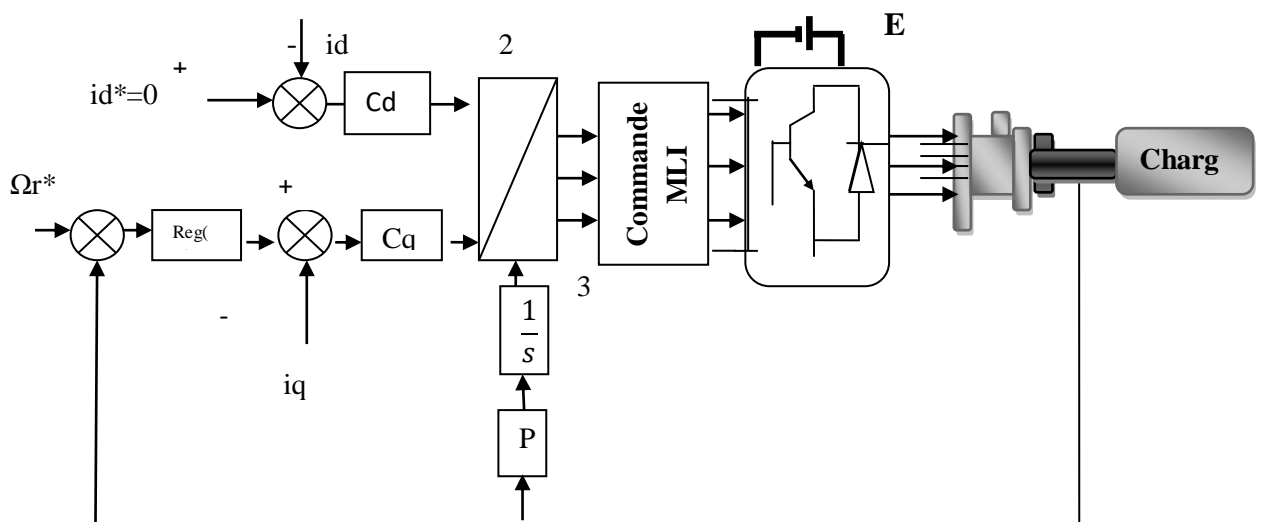 E
- id
2
+
id*=0
Cd
Commande
MLI
Charg
Ωr*
+
Reg(
Cq
3
-
1
s
iq
P